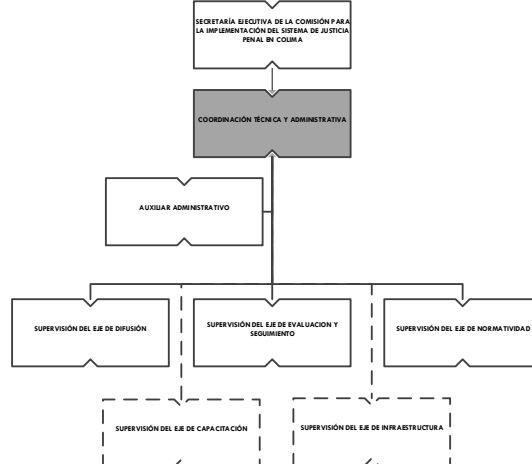 SECRETARÍA EJECUTIVA DE LA COMISIÓN PARA
LA IMPLEMENTACIÓN DEL SISTEMA DE JUSTICIA
PENAL EN COLIMA
COORDINACIÓN TÉCNICA Y ADMINISTRATIVA
AUXILIAR ADMINISTRATIVO
SUPERVISIÓN DEL EJE DE DIFUSIÓN
SUPERVISIÓN DEL EJE DE EVALUACION Y
SEGUIMIENTO
SUPERVISIÓN DEL EJE DE NORMATIVIDAD
SUPERVISIÓN DEL EJE DE CAPACITACIÓN
SUPERVISIÓN DEL EJE DE INFRAESTRUCTURA